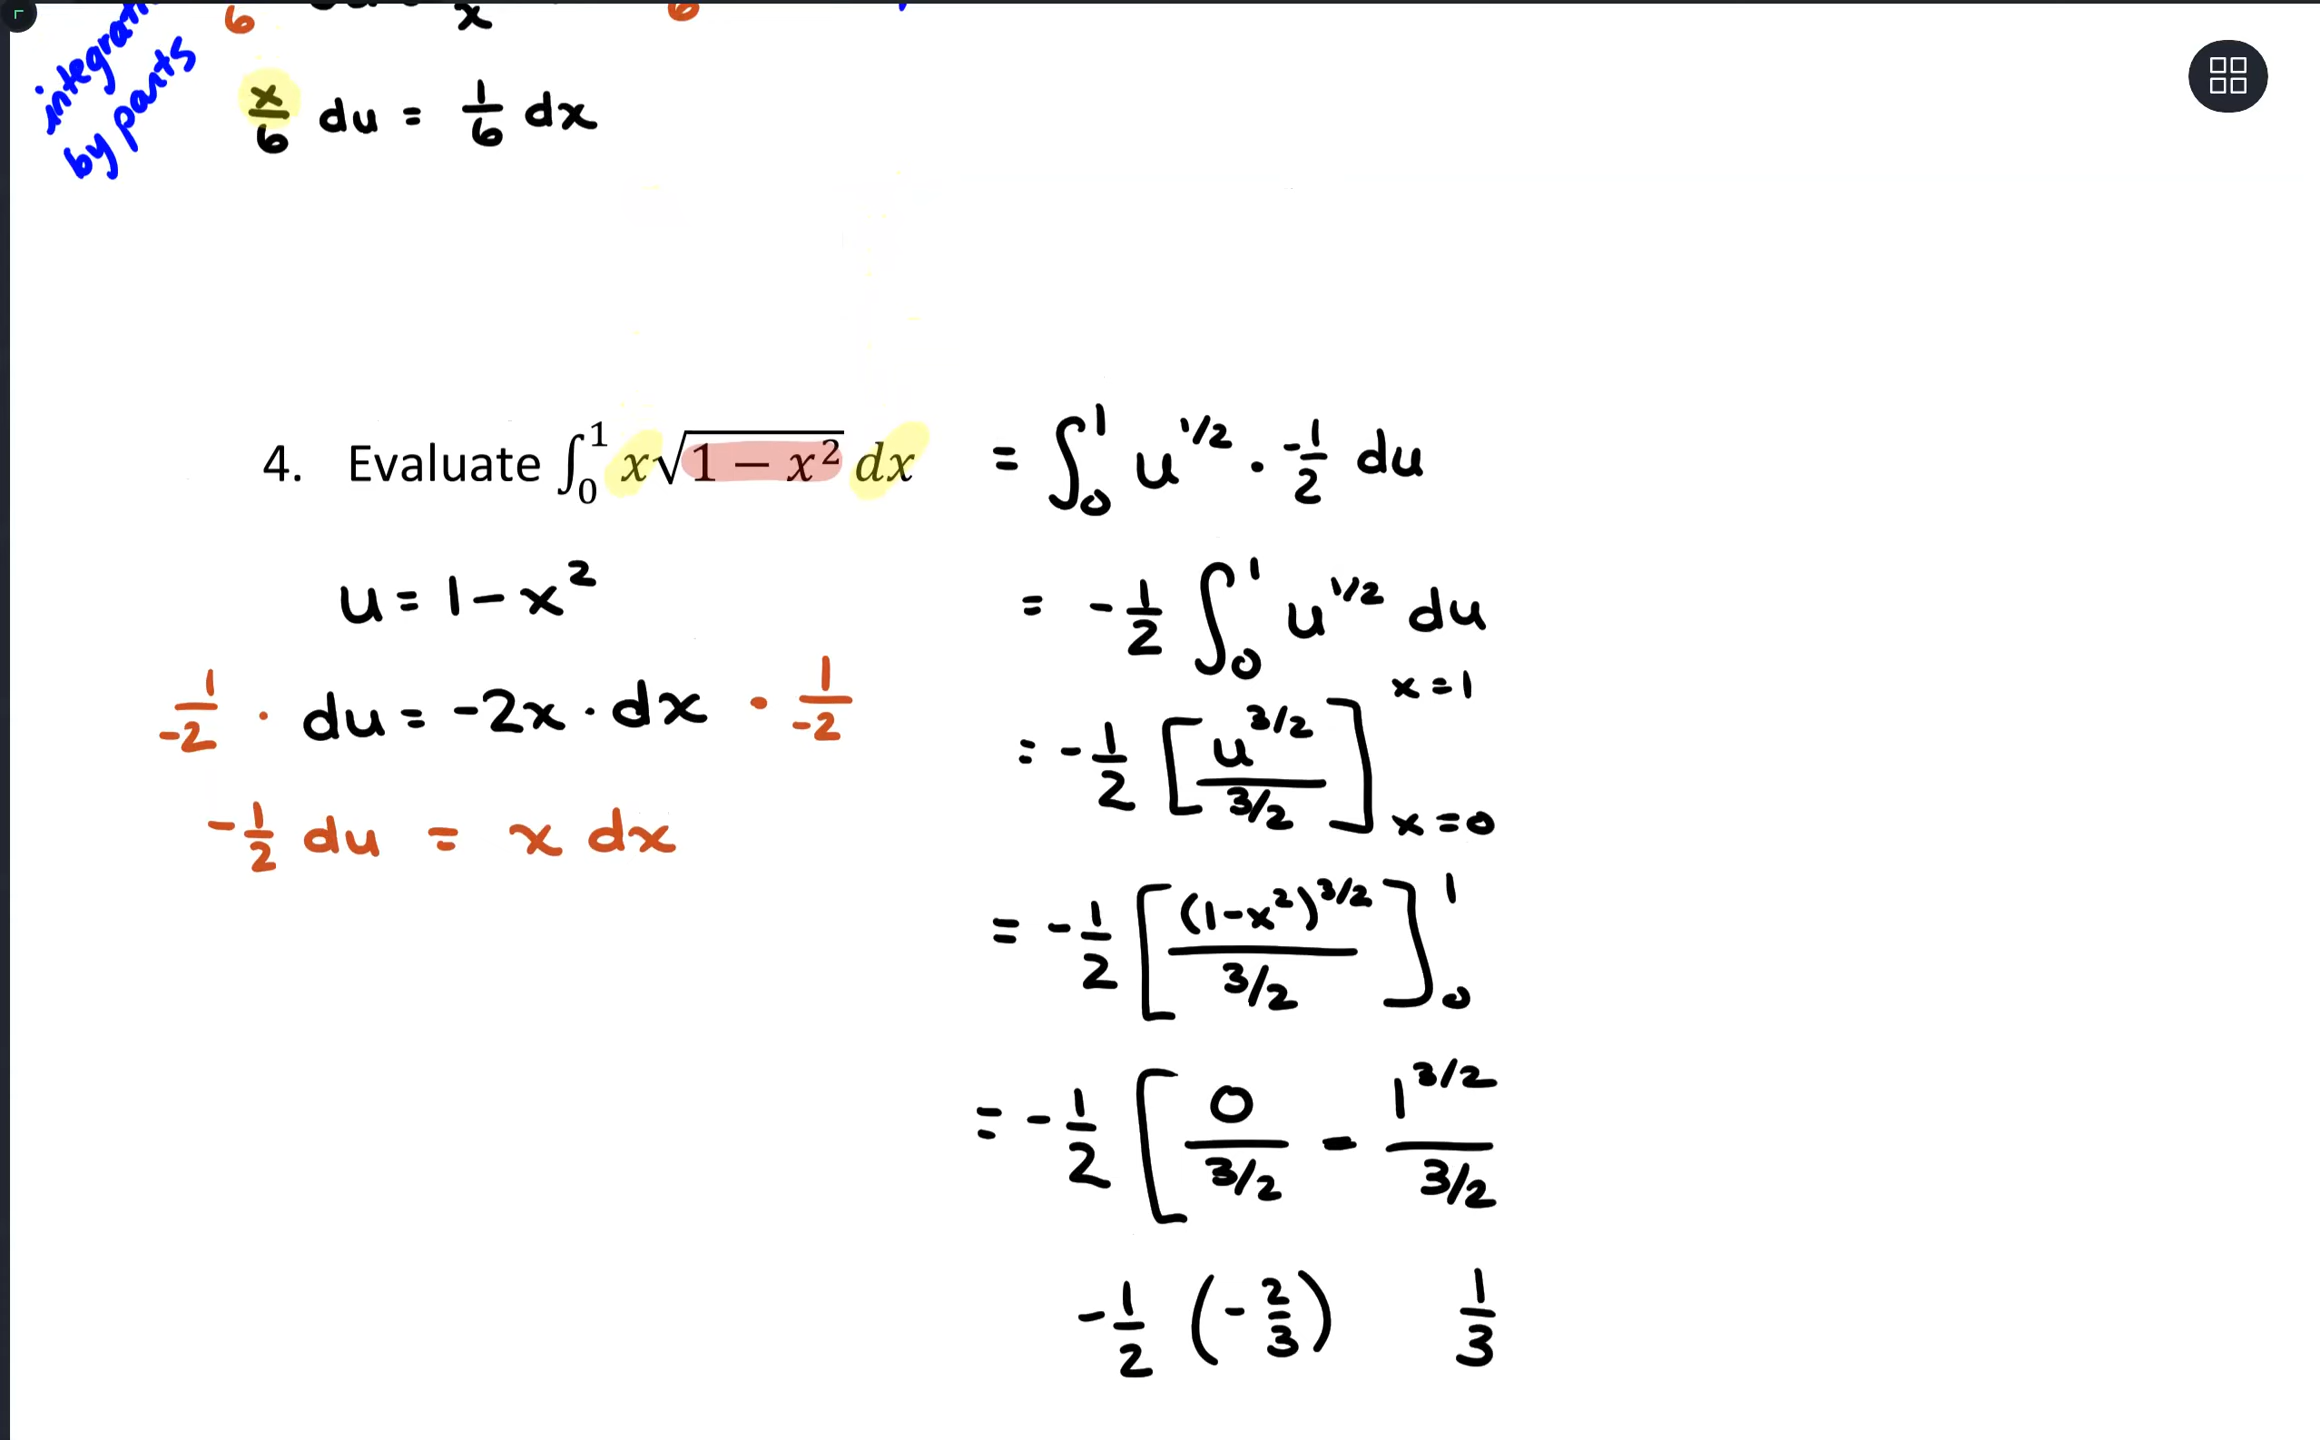 integrat
by parts
6 x 6
x/6 du = 1/6 dx
4. Evaluate ∫₀¹ x√(1 − x²) dx = ∫₀¹ u^(1/2) · -1/2 du
u = 1-x²
= -1/2 ∫₀¹ u^(1/2) du
1/-2 · du = -2x · dx · 1/-2
= -1/2 [u^(3/2) / 3/2] x=1 x=0
-1/2 du = x dx
= -1/2 [(1-x²)^(3/2) / 3/2]₀¹
= -1/2 [ 0 / 3/2 - 1^(3/2) / 3/2
-1/2 (-2/3) 1/3